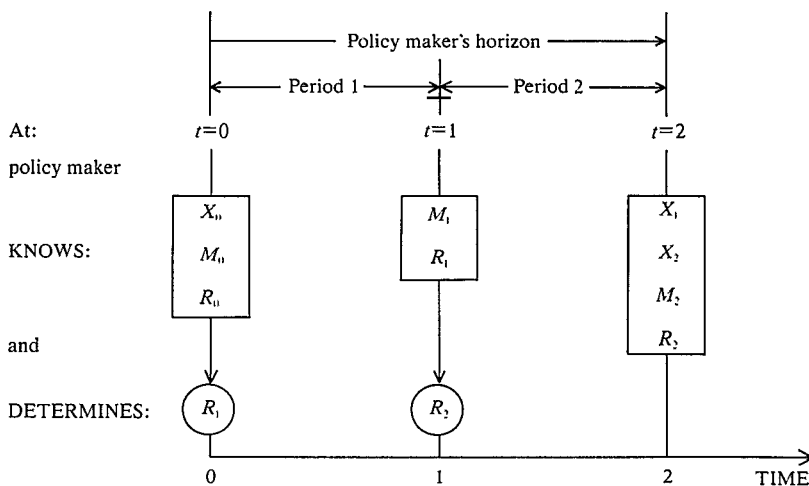 Policy maker's horizon
Period 1 Period 2
At: t=0 t=1 t=2
policy maker
X₀ M₁ X₁
KNOWS: M₀ R₁ X₂
R₀ M₂
and R₂
DETERMINES: R₁ R₂
0 1 2 TIME